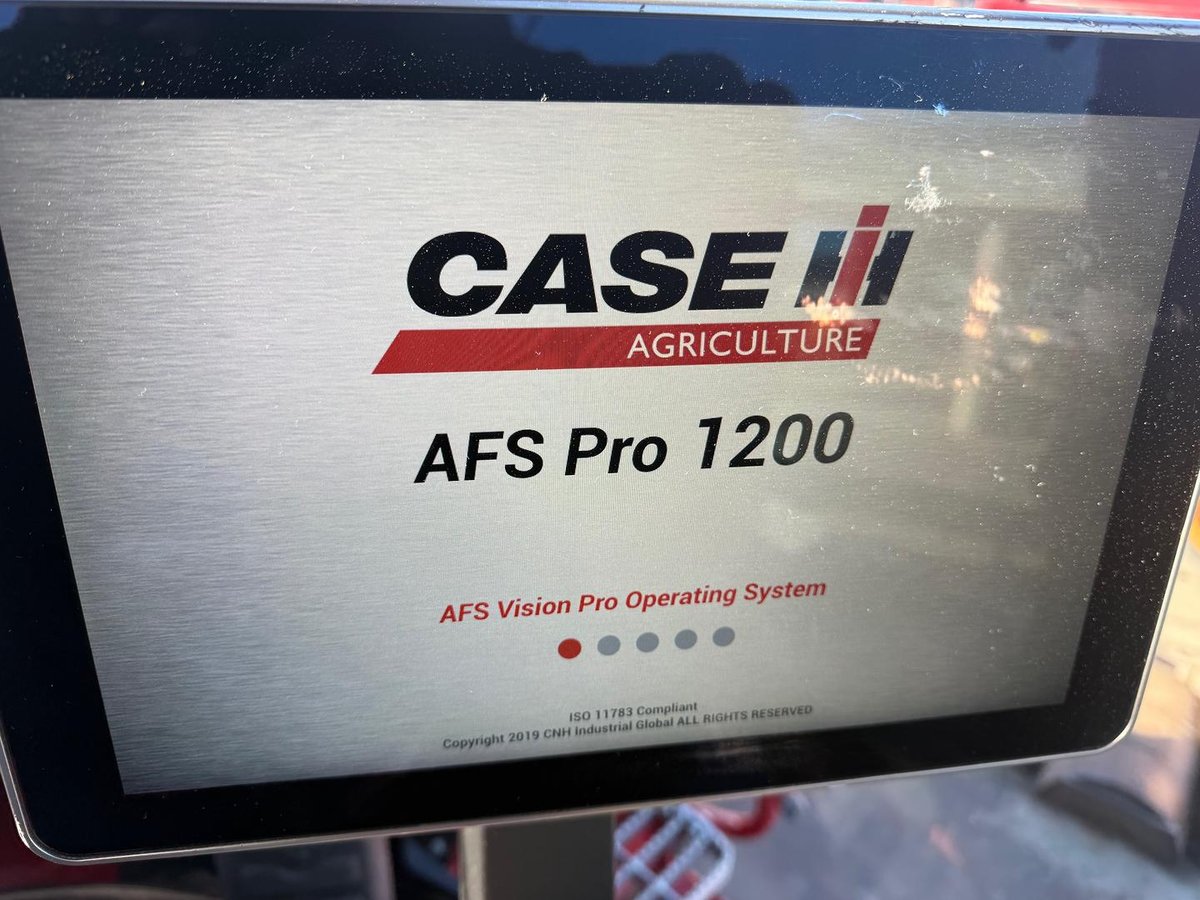 CASE IH
AGRICULTURE
AFS Pro 1200
AFS Vision Pro Operating System
ISO 11783 Compliant
Copyright 2019 CNH Industrial Global ALL RIGHTS RESERVED